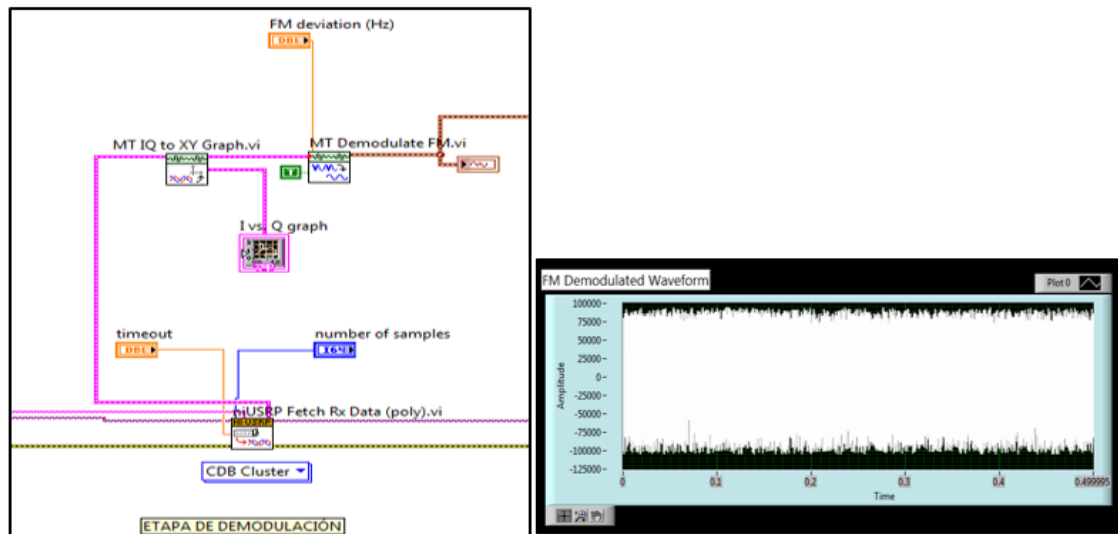 FM deviation (Hz)
DBL
MT IQ to XY Graph.vi
MT Demodulate FM.vi
T
I vs. Q graph
timeout
number of samples
DBL
I64
niUSRP Fetch Rx Data (poly).vi
NI-USRP
CDB Cluster
ETAPA DE DEMODULACIÓN
FM Demodulated Waveform
Plot 0
100000
75000
50000
25000
0
-25000
-50000
-75000
-100000
-125000
Amplitude
0
0.1
0.2
0.3
0.4
0.499995
Time